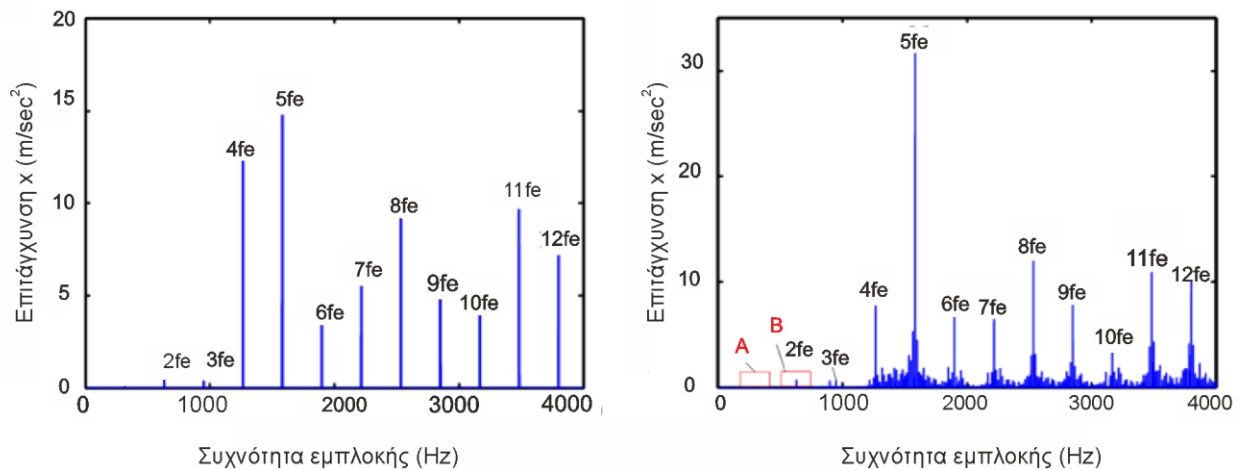 20
15
10
5
0
Επιτάγχυνση x (m/sec²)
2fe
3fe
4fe
5fe
6fe
7fe
8fe
9fe
10fe
11fe
12fe
0 1000 2000 3000 4000
Συχνότητα εμπλοκής (Hz)
30
20
10
0
Επιτάγχυνση x (m/sec²)
A
B
2fe
3fe
4fe
5fe
6fe
7fe
8fe
9fe
10fe
11fe
12fe
1000 2000 3000 4000
Συχνότητα εμπλοκής (Hz)